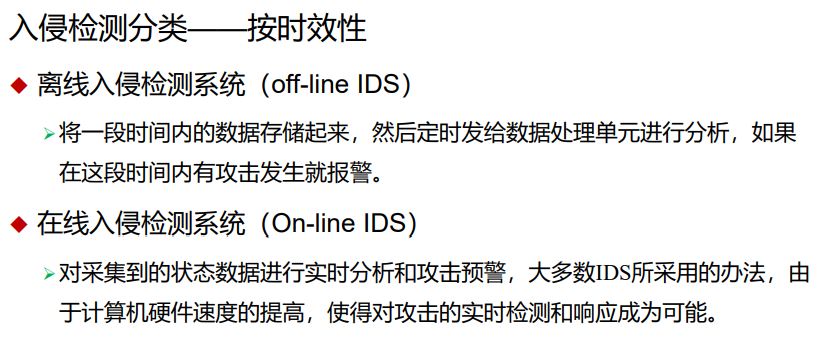 入侵检测分类——按时效性
离线入侵检测系统（off-line IDS）
将一段时间内的数据存储起来，然后定时发给数据处理单元进行分析，如果
在这段时间内有攻击发生就报警。
在线入侵检测系统（On-line IDS）
对采集到的状态数据进行实时分析和攻击预警，大多数IDS所采用的办法，由
于计算机硬件速度的提高，使得对攻击的实时检测和响应成为可能。